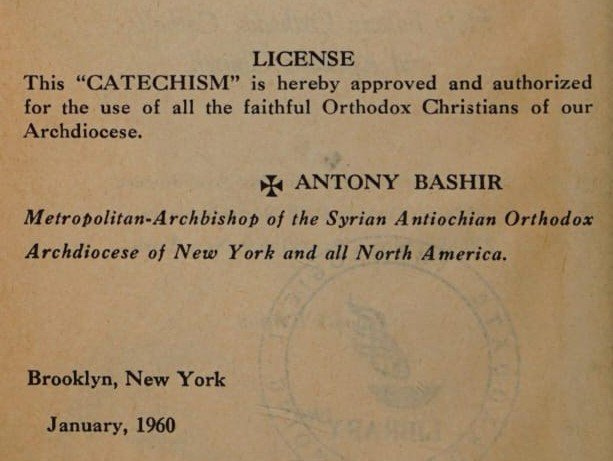 LICENSE
This “CATECHISM” is hereby approved and authorized
for the use of all the faithful Orthodox Christians of our
Archdiocese.
✠ ANTONY BASHIR
Metropolitan-Archbishop of the Syrian Antiochian Orthodox
Archdiocese of New York and all North America.
Brooklyn, New York
January, 1960
LIBRARY